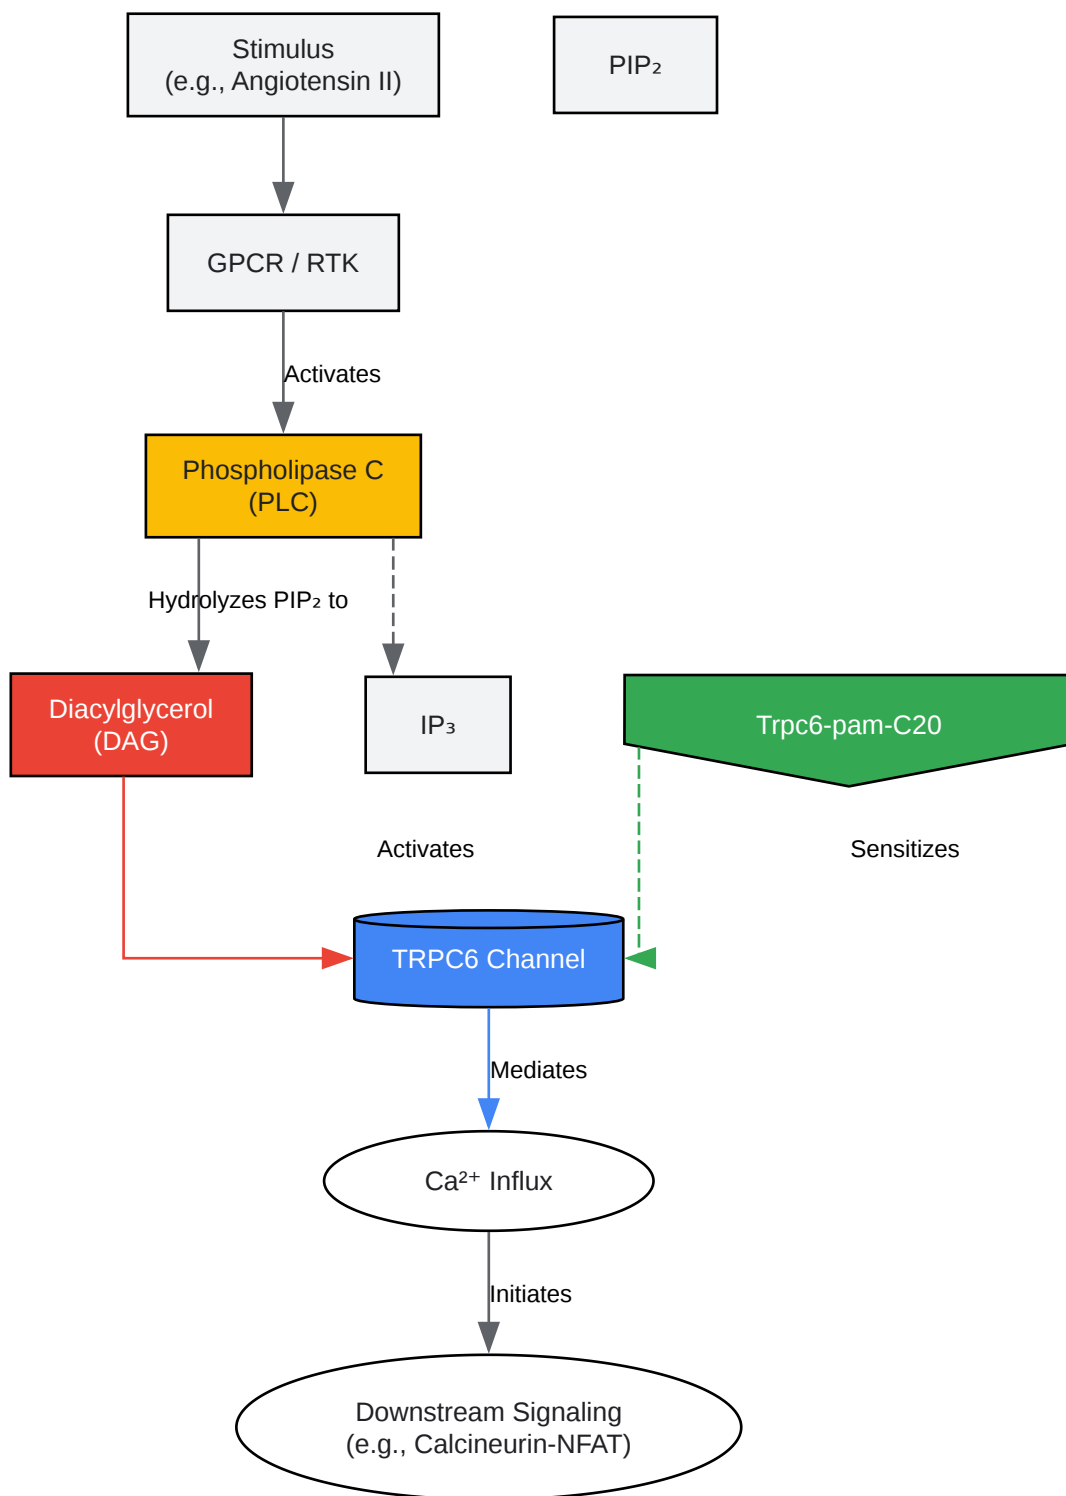 Stimulus
(e.g., Angiotensin II)
PIP₂
GPCR / RTK
Activates
Phospholipase C
(PLC)
Hydrolyzes PIP₂ to
Diacylglycerol
(DAG)
IP₃
Trpc6-pam-C20
Activates
Sensitizes
TRPC6 Channel
Mediates
Ca²⁺ Influx
Initiates
Downstream Signaling
(e.g., Calcineurin-NFAT)